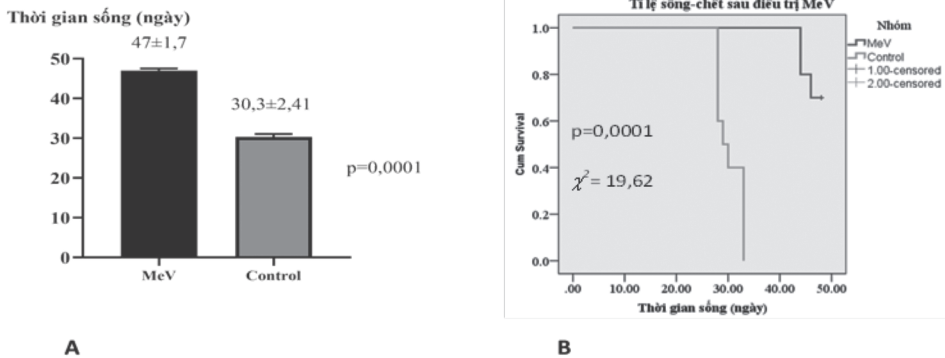 Thời gian sống (ngày)
47±1,7
30,3±2,41
p=0,0001
50
40
30
20
10
0
MeV
Control
A
Tỉ lệ sống-chết sau điều trị MeV
Nhóm
MeV
Control
1.00-censored
2.00-censored
Cum Survival
1.0
0.8
0.6
0.4
0.2
0.0
p=0,0001
χ²= 19,62
.00
10.00
20.00
30.00
40.00
50.00
Thời gian sống (ngày)
B